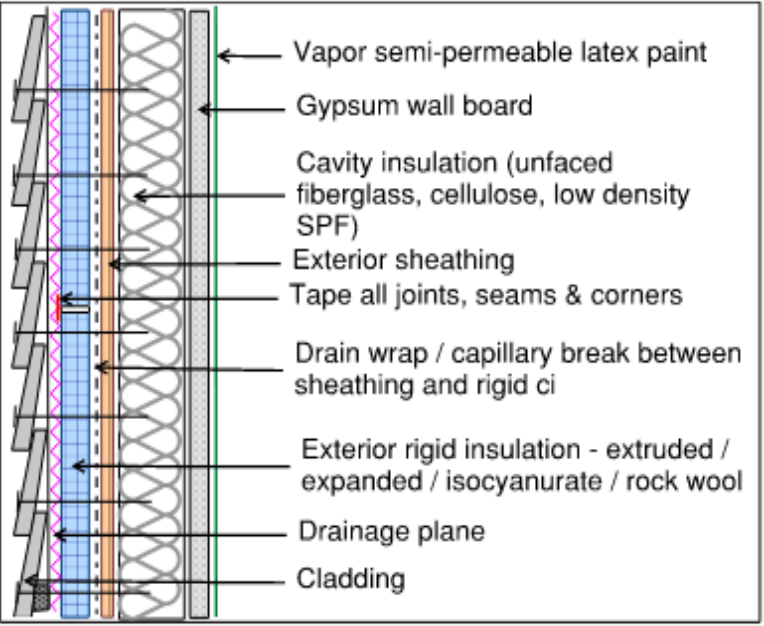 Vapor semi-permeable latex paint
Gypsum wall board
Cavity insulation (unfaced
fiberglass, cellulose, low density
SPF)
Exterior sheathing
Tape all joints, seams & corners
Drain wrap / capillary break between
sheathing and rigid ci
Exterior rigid insulation - extruded /
expanded / isocyanurate / rock wool
Drainage plane
Cladding